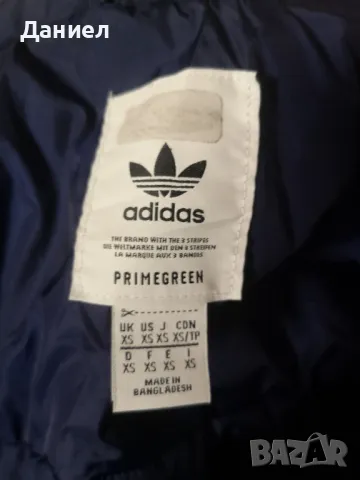 Даниел
adidas
THE BRAND WITH THE 3 STRIPES
DIE WELTMARKE MIT DEN 3 STREIFEN
LA MARQUE AUX 3 BANDES
PRIMEGREEN
UK US J CDN
XS XS XS XS/TP
D F E I
XS XS XS XS
MADE IN
BANGLADESH
bazar